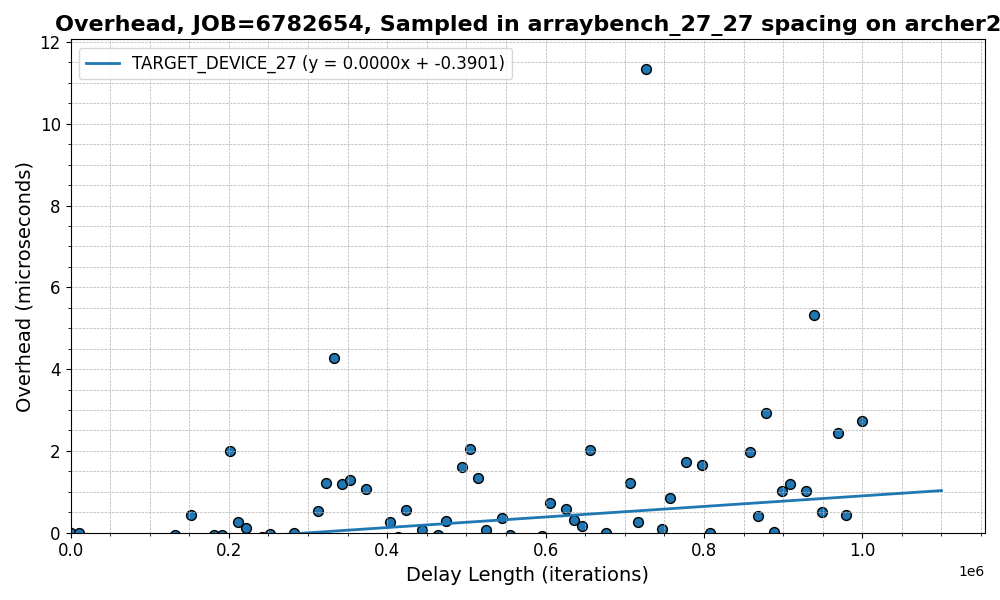 Overhead, JOB=6782654, Sampled in arraybench_27_27 spacing on archer2
TARGET_DEVICE_27 (y = 0.0000x + -0.3901)
Overhead (microseconds)
12
10
8
6
4
2
0
0.0 0.2 0.4 0.6 0.8 1.0
1e6
Delay Length (iterations)